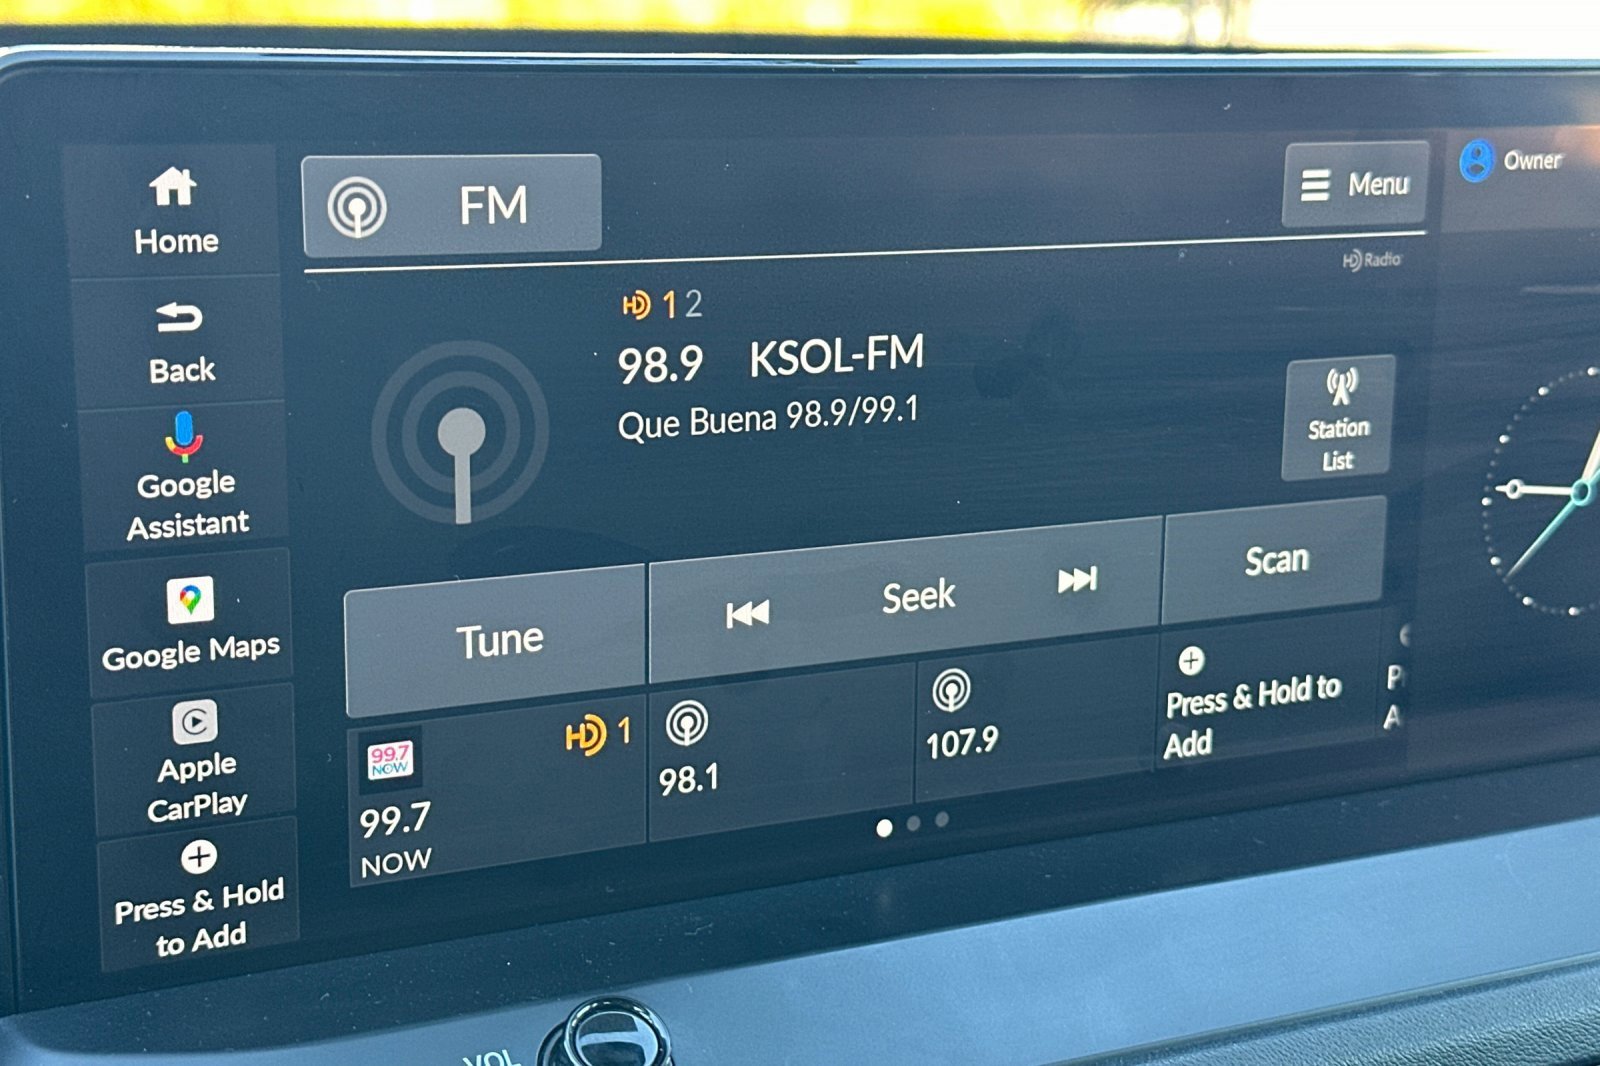 Home
Back
Google
Assistant
Google Maps
Apple
CarPlay
Press & Hold
to Add
FM
Menu
Owner
HD Radio
HD 1 2
98.9 KSOL-FM
Que Buena 98.9/99.1
Station
List
Tune
Seek
Scan
99.7
NOW
HD 1
99.7
NOW
98.1
107.9
Press & Hold to
Add
P
A
VOL